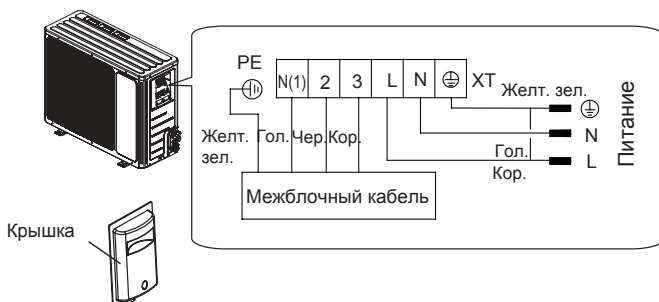 PE
N(1) 2 3 L N XT
Желт. зел.
Желт. Гол. Чер. Кор.
зел.
N
Гол.
L
Кор.
Питание
Межблочный кабель
Крышка